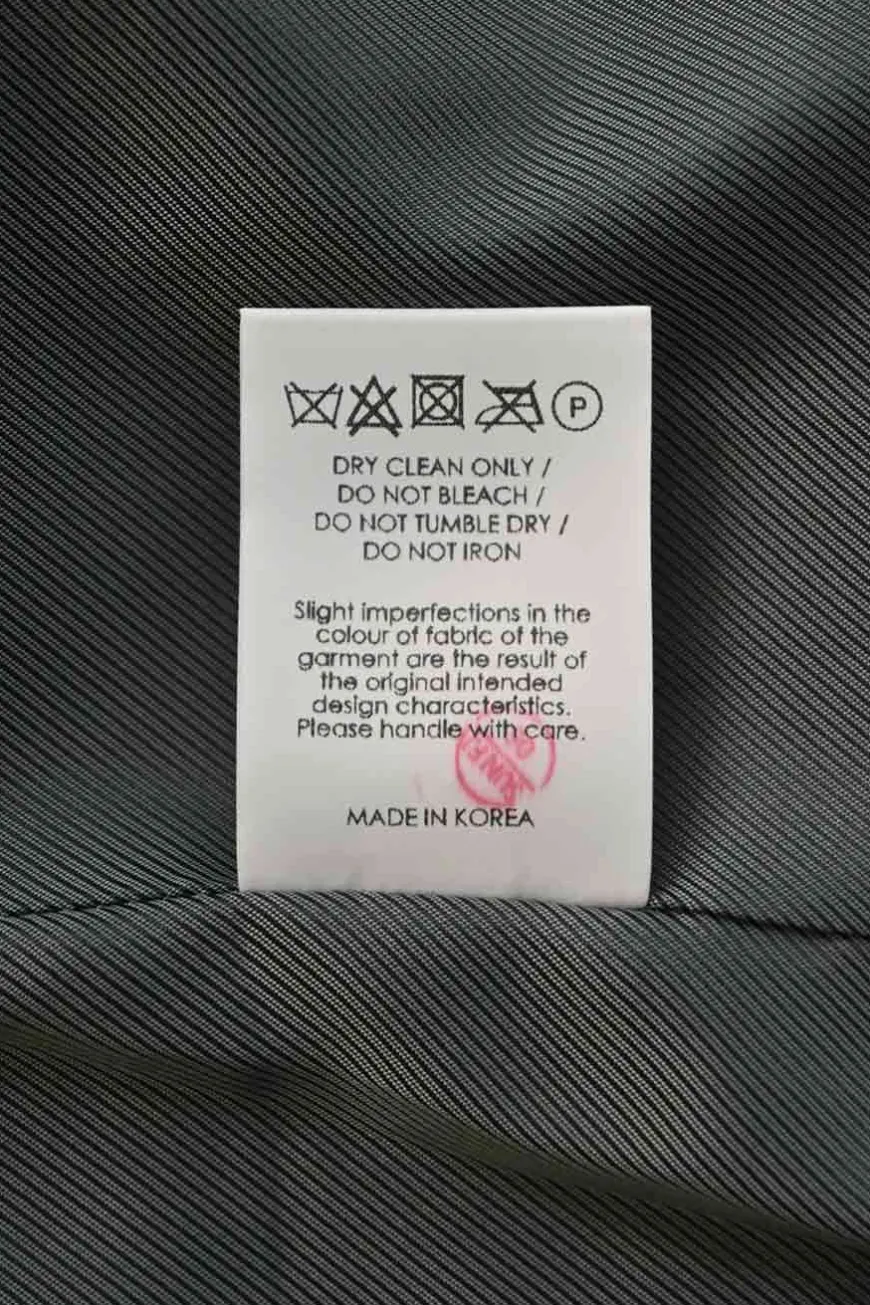 P
DRY CLEAN ONLY /
DO NOT BLEACH /
DO NOT TUMBLE DRY /
DO NOT IRON
Slight imperfections in the
colour of fabric of the
garment are the result of
the original intended
design characteristics.
Please handle with care.
MADE IN KOREA